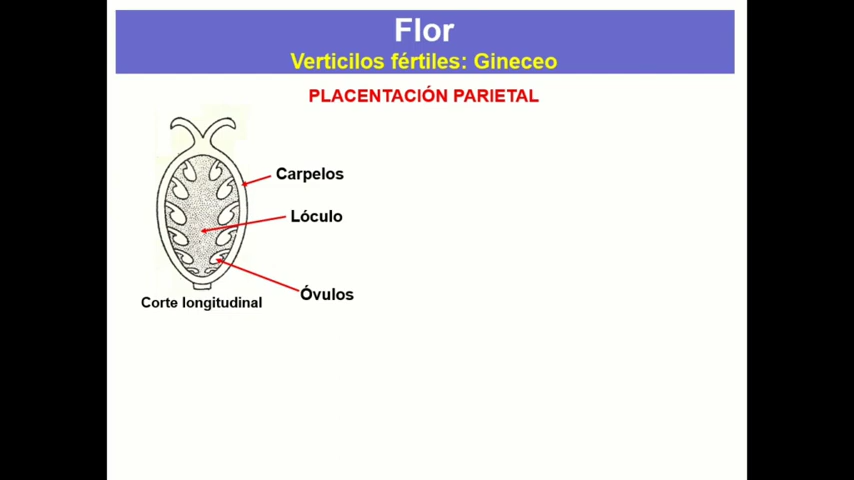 Flor
Verticilos fértiles: Gineceo
PLACENTACIÓN PARIETAL
Carpelos
Lóculo
Óvulos
Corte longitudinal